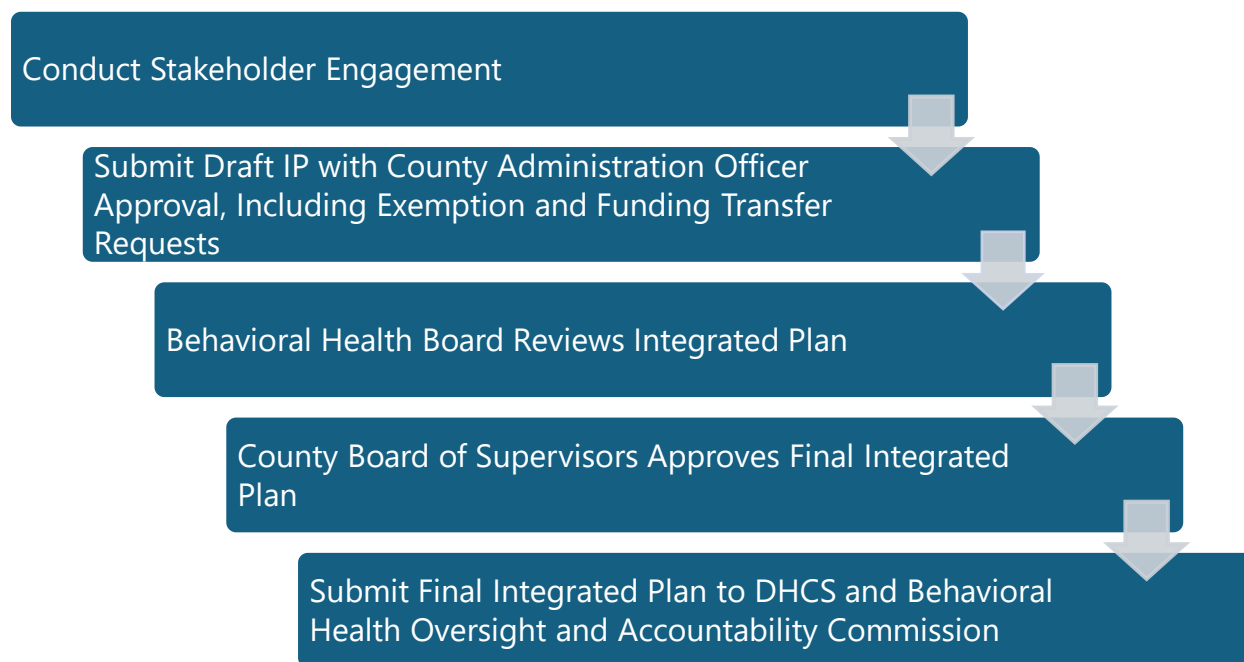 Conduct Stakeholder Engagement
Submit Draft IP with County Administration Officer
Approval, Including Exemption and Funding Transfer
Requests
Behavioral Health Board Reviews Integrated Plan
County Board of Supervisors Approves Final Integrated
Plan
Submit Final Integrated Plan to DHCS and Behavioral
Health Oversight and Accountability Commission